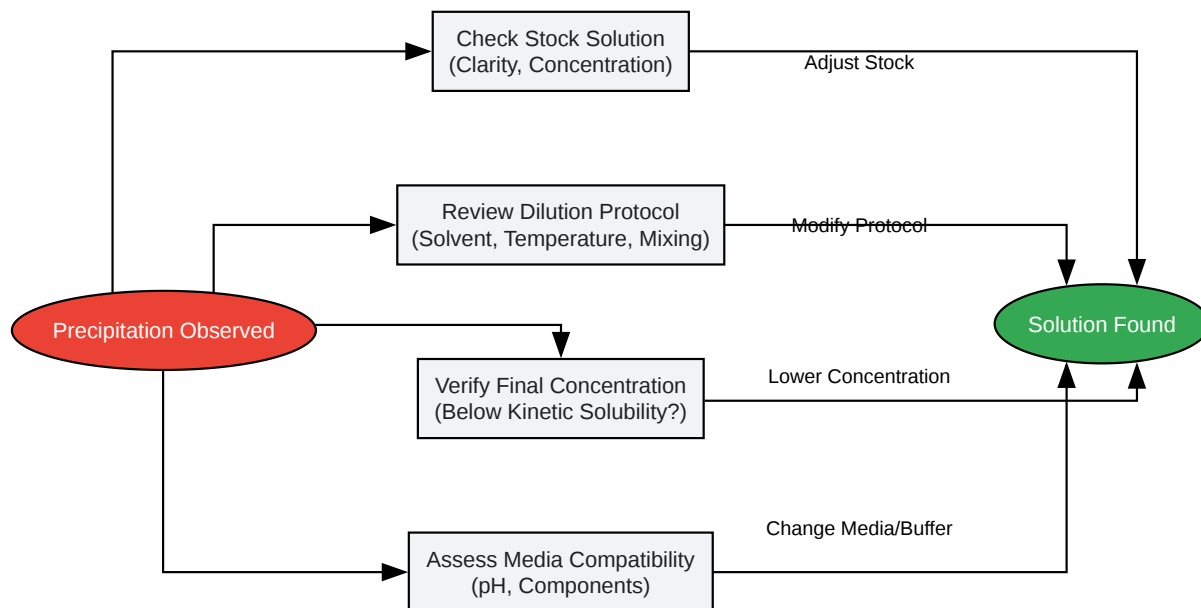 Check Stock Solution
(Clarity, Concentration)
Adjust Stock
Review Dilution Protocol
(Solvent, Temperature, Mixing)
Modify Protocol
Precipitation Observed
Solution Found
Verify Final Concentration
(Below Kinetic Solubility?)
Lower Concentration
Assess Media Compatibility
(pH, Components)
Change Media/Buffer